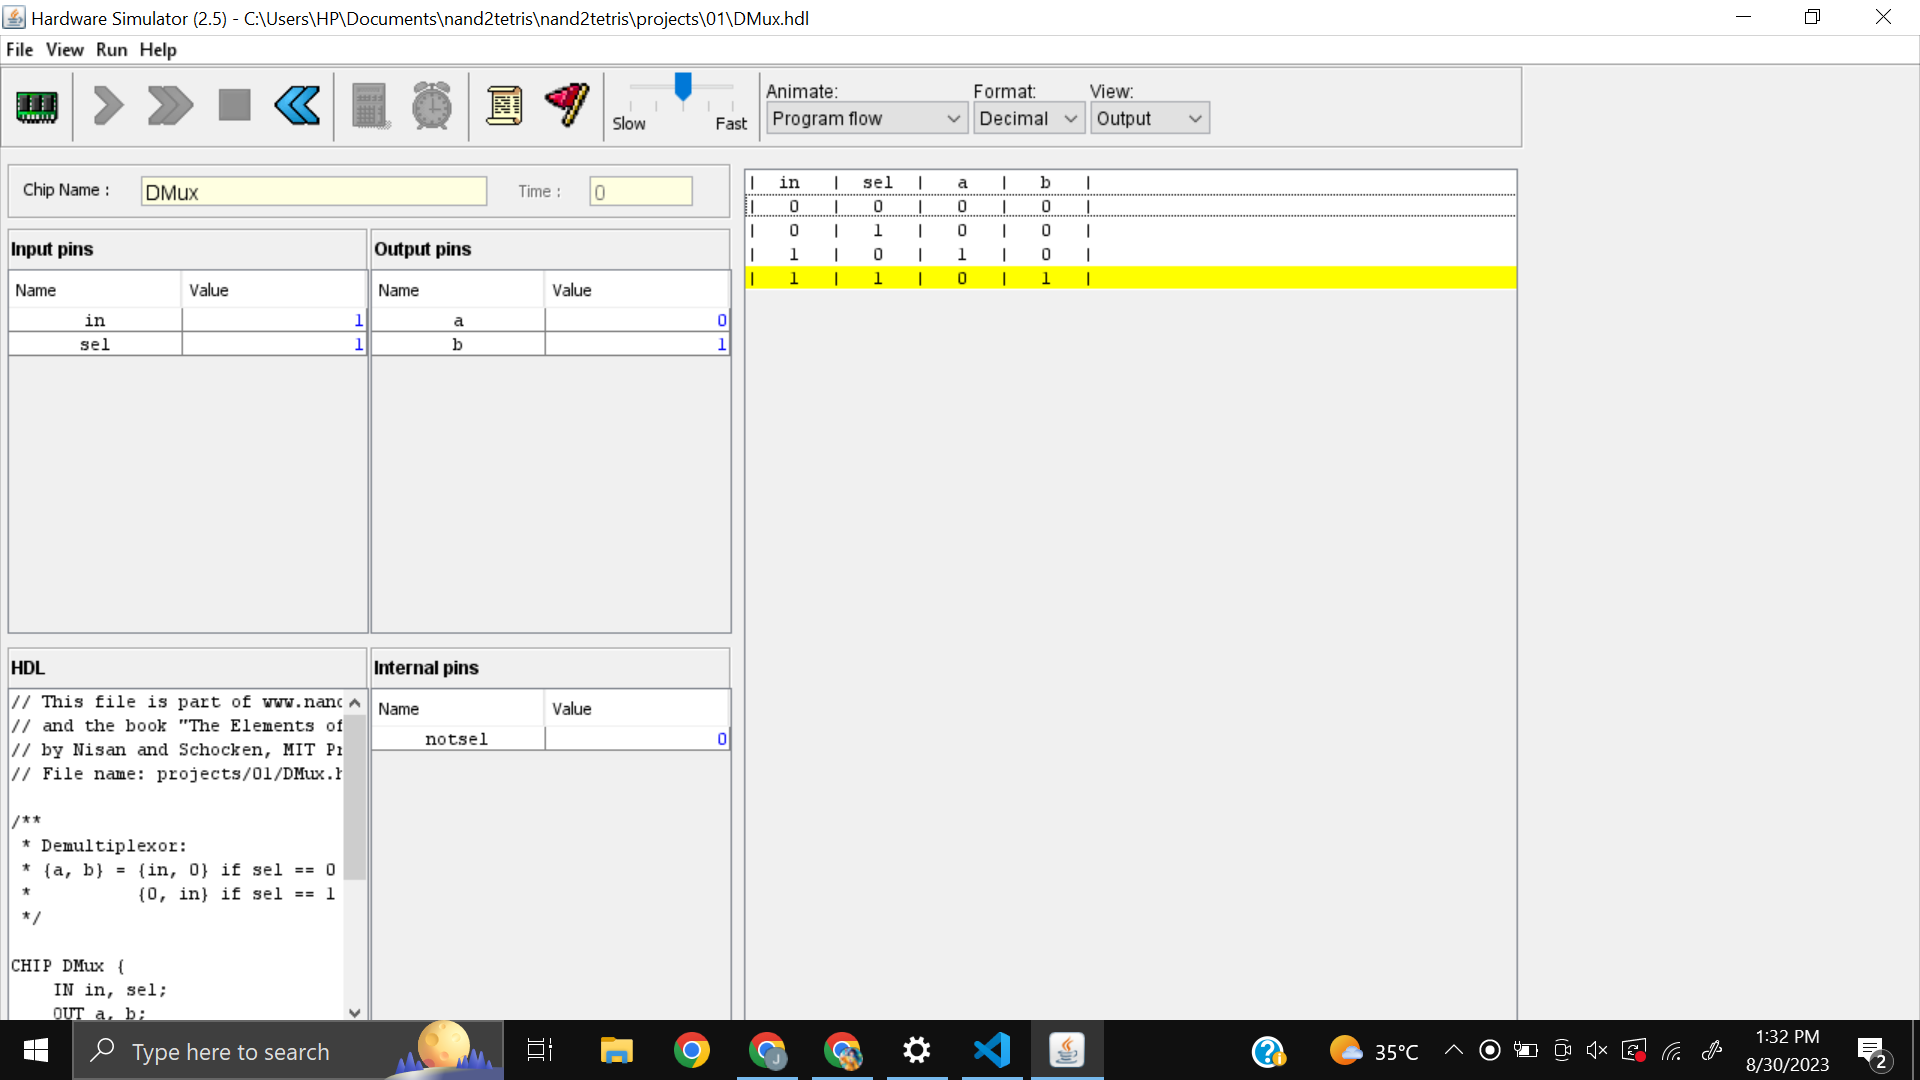 Hardware Simulator (2.5) - C:\Users\HP\Documents\nand2tetris\nand2tetris\projects\01\DMux.hdl
File View Run Help
Slow Fast
Animate: Format: View:
Program flow Decimal Output
Chip Name : DMux Time : 0
Input pins Output pins
Name Value Name Value
in 1 a 0
sel 1 b 1
| in | sel | a | b |
| 0 | 0 | 0 | 0 |
| 0 | 1 | 0 | 0 |
| 1 | 0 | 1 | 0 |
| 1 | 1 | 0 | 1 |
HDL
// This file is part of www.nand
// and the book "The Elements of
// by Nisan and Schocken, MIT Pr
// File name: projects/01/DMux.h
/**
* Demultiplexor:
* {a, b} = {in, 0} if sel == 0
* {0, in} if sel == 1
*/
CHIP DMux {
IN in, sel;
OUT a, b;
Internal pins
Name Value
notsel 0
Type here to search
J
35°C
1:32 PM
8/30/2023
2